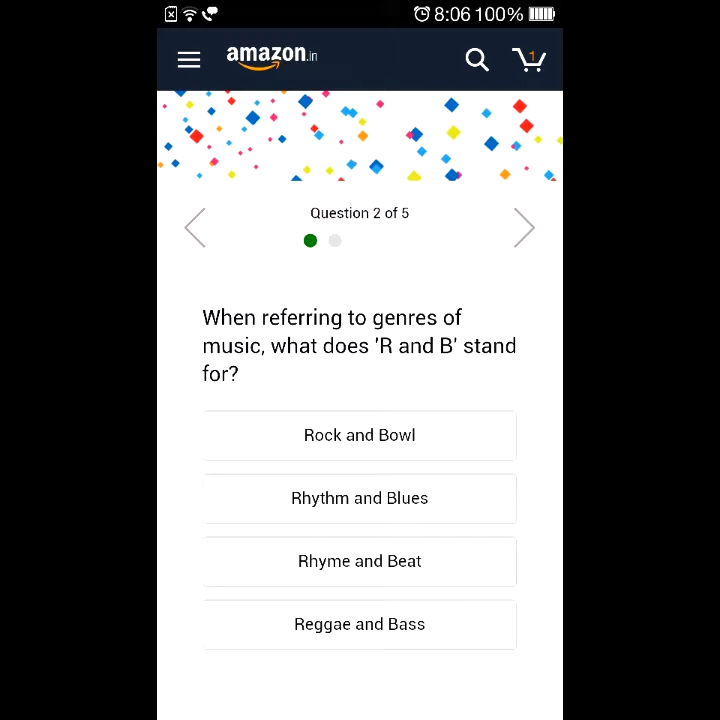 8:06 100%
amazon.in
1
Question 2 of 5
When referring to genres of
music, what does 'R and B' stand
for?
Rock and Bowl
Rhythm and Blues
Rhyme and Beat
Reggae and Bass